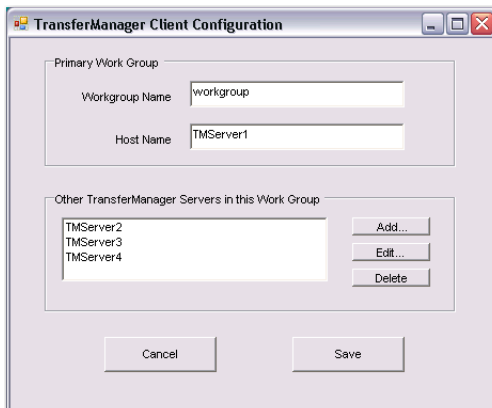 TransferManager Client Configuration
Primary Work Group
Workgroup Name
workgroup
Host Name
TMServer1
Other TransferManager Servers in this Work Group
TMServer2
TMServer3
TMServer4
Add...
Edit...
Delete
Cancel
Save